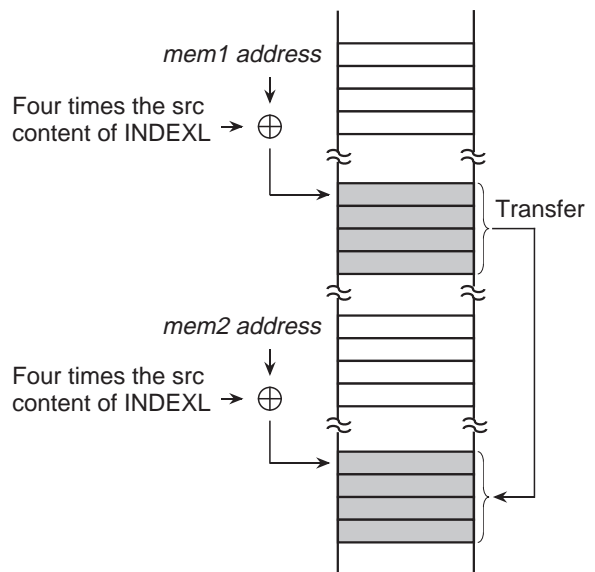 mem1 address
Four times the src
content of INDEXL
Transfer
mem2 address
Four times the src
content of INDEXL